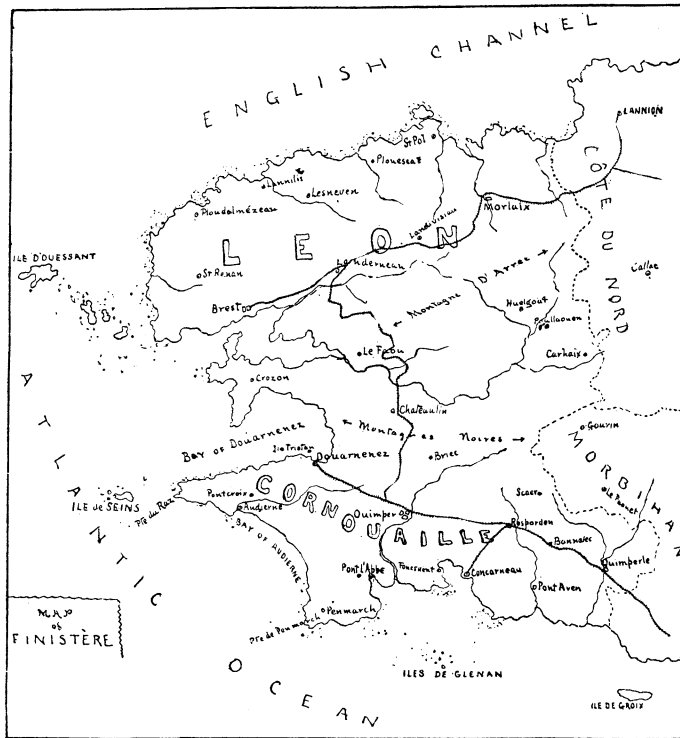 ENGLISH CHANNEL
LANNION
St Pol
Plouescat
CÔTE DU NORD
Lannilis
Lesneven
Morlaix
Ploudalmézeau
Landivisiau
LEON
ILE D'OUESSANT
Landerneau
St Renan
Callac
Montagne D'Arrée
Brest
Huelgoat
Poullaouen
Le Faou
Carhaix
Crozon
Chateaulin
ATLANTIC
Montagnes Noires
Gourin
BAY OF DOUARNENEZ
Ile Tristan
Douarnenez
Briec
MORBIHAN
ILE de SEINS
Pte du Raz
Pontcroix
CORNOUAILLE
Scaer
Le Faouet
Audierne
Quimper
Rosporden
BAY OF AUDIERNE
Bannalec
Quimperle
Pont L'Abbe
Fouesnant
Concarneau
Pont Aven
MAP
of
FINISTÈRE
Penmarch
Pte de Penmarch
OCEAN
ILES DE GLENAN
ILE DE GROIX